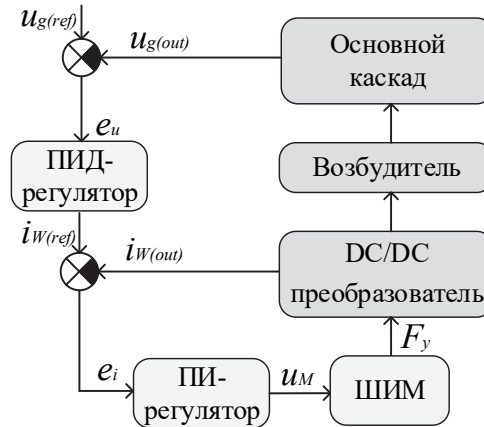 u_g(ref)
u_g(out)
Основной
каскад
e_u
ПИД-
регулятор
Возбудитель
i_W(ref)
i_W(out)
DC/DC
преобразователь
F_y
e_i
ПИ-
регулятор
u_M
ШИМ